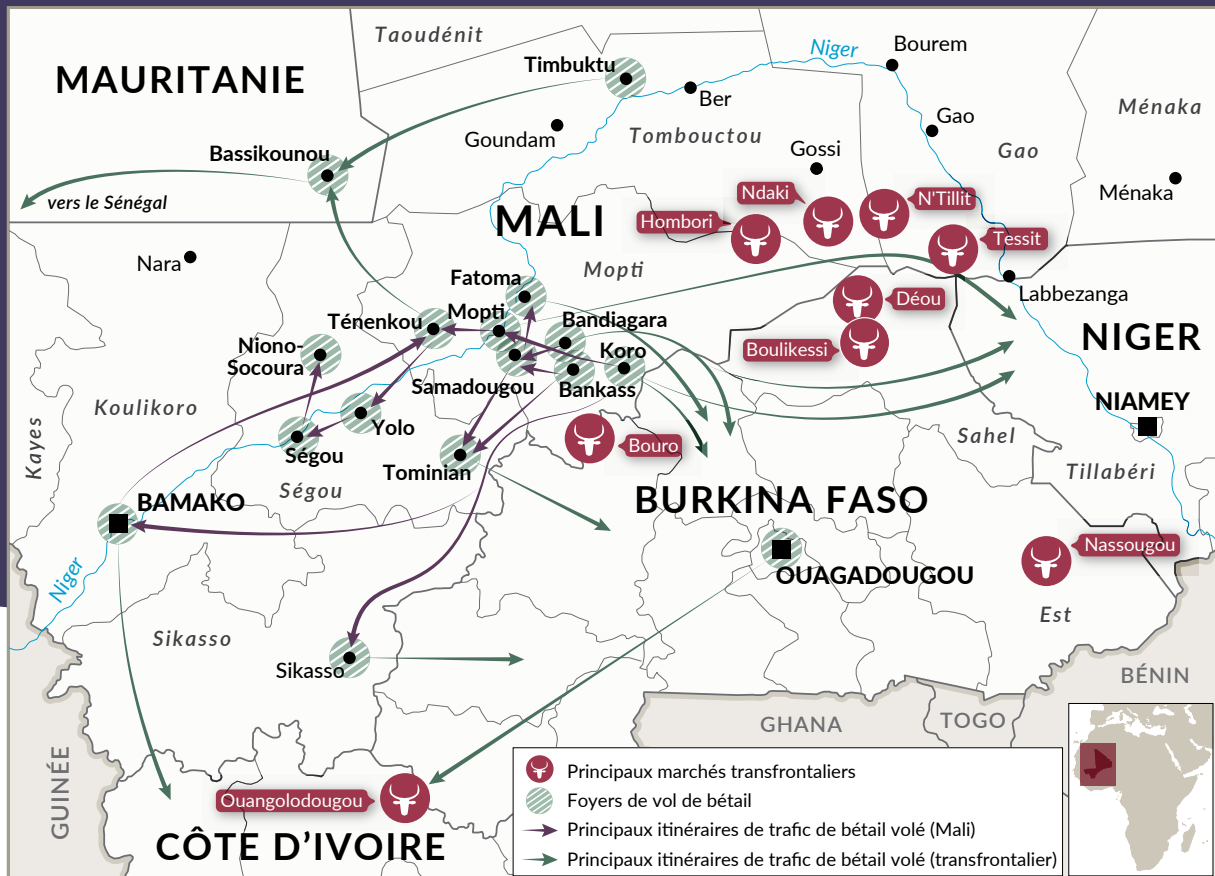 Taoudénit
MAURITANIE
Timbuktu
Niger
Bourem
Ber
Ménaka
Goundam
Tombouctou
Gao
Gao
Bassikounou
Gossi
Ménaka
vers le Sénégal
Ndaki
N'Tillit
MALI
Hombori
Tessit
Nara
Mopti
Fatoma
Labbezanga
Déou
Ténenkou
Mopti
Bandiagara
NIGER
Niono-
Socoura
Koro
Boulikessi
Samadougou
Bankass
Koulikoro
NIAMEY
Kayes
Yolo
Sahel
Ségou
Bouro
Tominian
Tillabéri
Ségou
BAMAKO
BURKINA FASO
Nassougou
Niger
OUAGADOUGOU
Est
Sikasso
Sikasso
BÉNIN
GHANA
TOGO
GUINÉE
Ouangolodougou
CÔTE D'IVOIRE
Principaux marchés transfrontaliers
Foyers de vol de bétail
Principaux itinéraires de trafic de bétail volé (Mali)
Principaux itinéraires de trafic de bétail volé (transfrontalier)